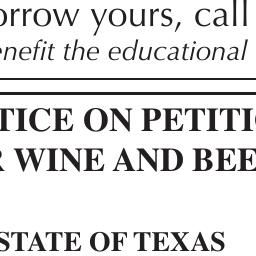 orrow yours, call
enefit the educational
TICE ON PETITI
R WINE AND BEE
STATE OF TEXAS